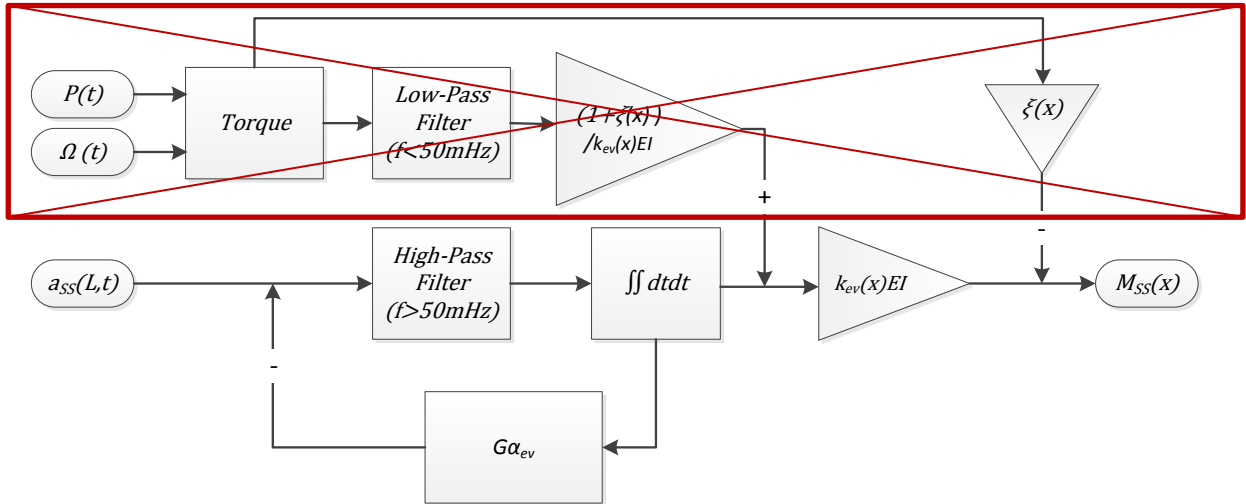 P(t)
Ω (t)
Torque
Low-Pass
Filter
(f<50mHz)
(1+ζ(x))
/kev(x)EI
ξ(x)
+
-
aSS(L,t)
High-Pass
Filter
(f>50mHz)
∫∫ dtdt
kev(x)EI
MSS(x)
-
Gαev